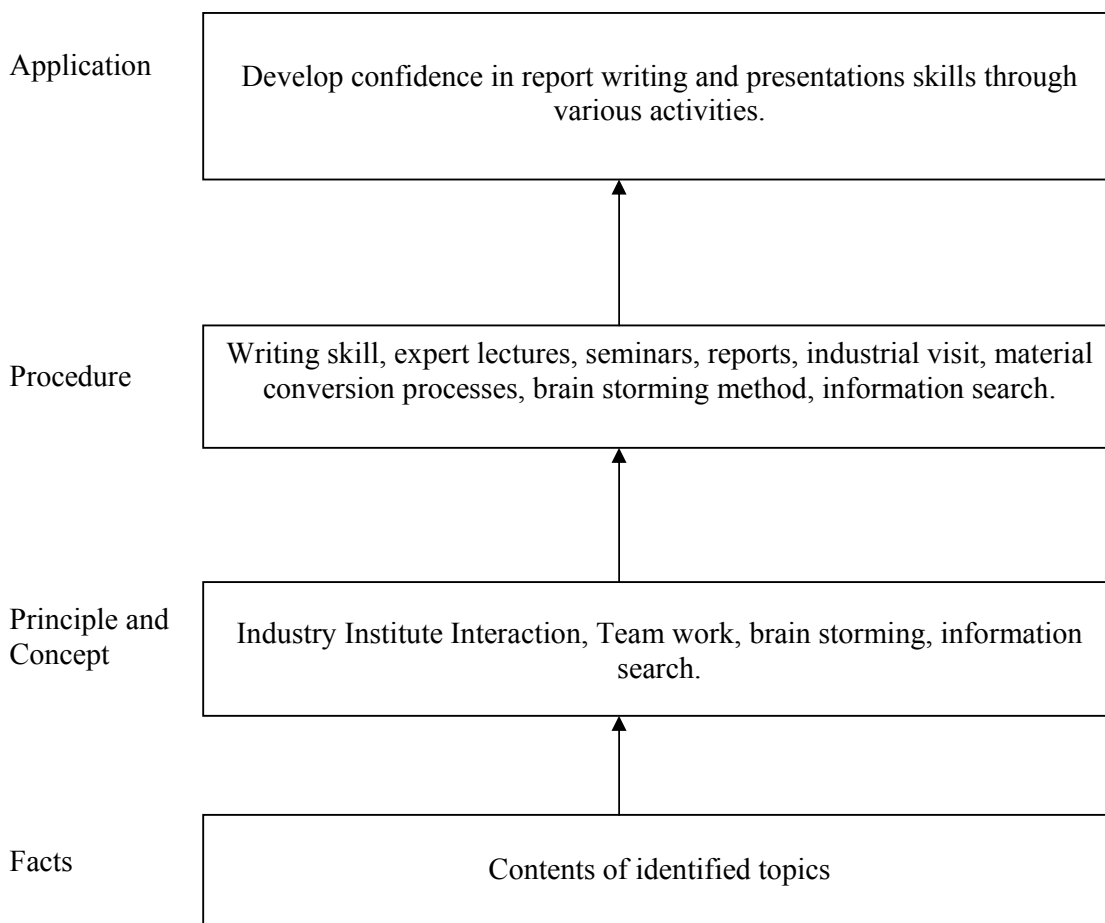 Application
Develop confidence in report writing and presentations skills through
various activities.
Procedure
Writing skill, expert lectures, seminars, reports, industrial visit, material
conversion processes, brain storming method, information search.
Principle and
Concept
Industry Institute Interaction, Team work, brain storming, information
search.
Facts
Contents of identified topics